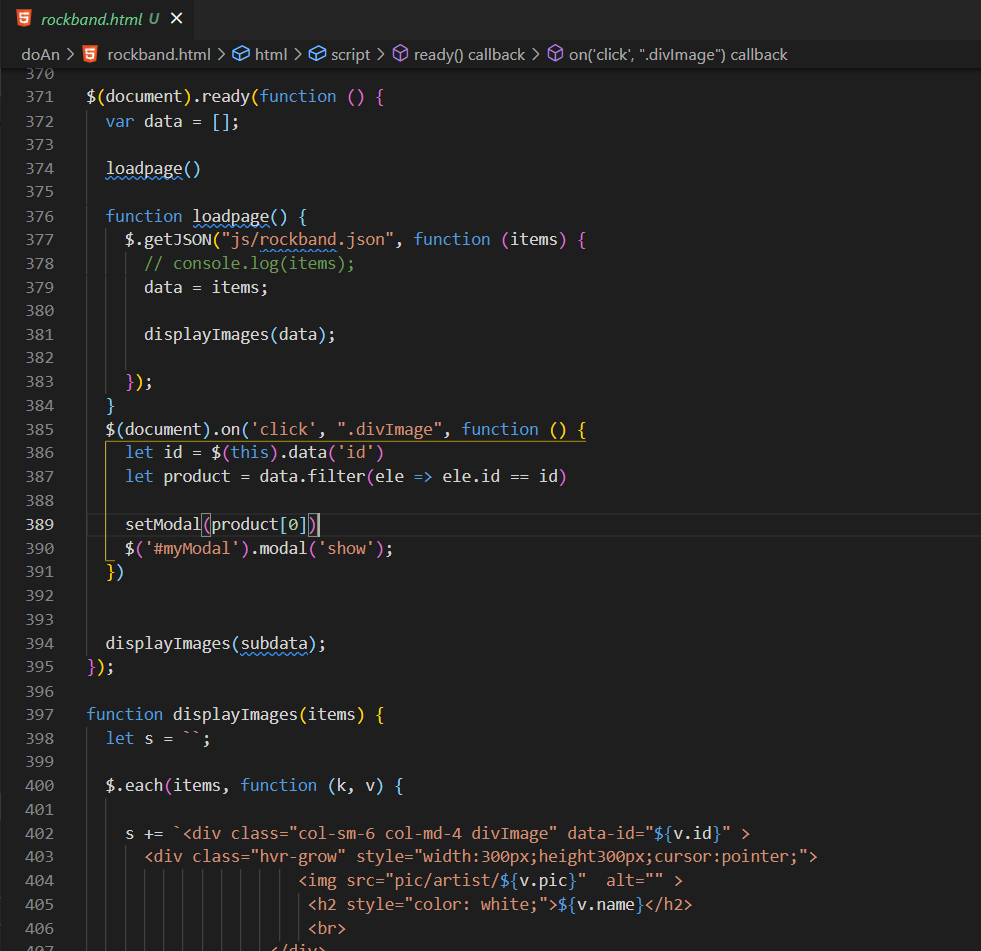 rockband.html U ×
doAn > rockband.html > html > script > ready() callback > on('click', ".divImage") callback
370
371 $(document).ready(function () {
372 var data = [];
373
374 loadpage()
375
376 function loadpage() {
377 $.getJSON("js/rockband.json", function (items) {
378 // console.log(items);
379 data = items;
380
381 displayImages(data);
382
383 });
384 }
385 $(document).on('click', ".divImage", function () {
386 let id = $(this).data('id')
387 let product = data.filter(ele => ele.id == id)
388
389 setModal(product[0])
390 $('#myModal').modal('show');
391 })
392
393
394 displayImages(subdata);
395 });
396
397 function displayImages(items) {
398 let s = ``;
399
400 $.each(items, function (k, v) {
401
402 s += `<div class="col-sm-6 col-md-4 divImage" data-id="${v.id}" >
403 <div class="hvr-grow" style="width:300px;height300px;cursor:pointer;">
404 <img src="pic/artist/${v.pic}"  alt="" >
405 <h2 style="color: white;">${v.name}</h2>
406 <br>
407 </div>